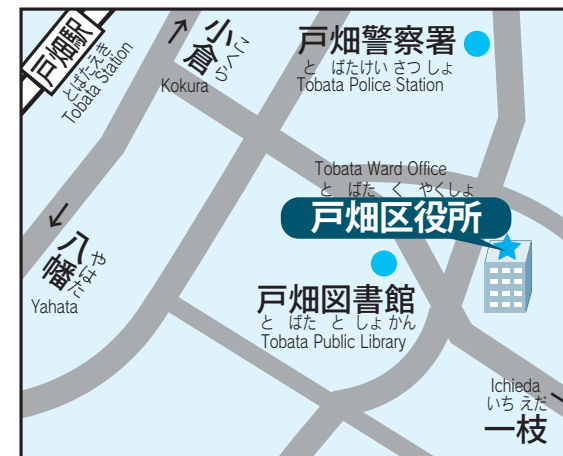 戸畑駅
とばたえき
Tobata Station
↑
小倉
こくら
Kokura
戸畑警察署
と ばたけい さつ しょ
Tobata Police Station
Tobata Ward Office
と ばた く やくしょ
戸畑区役所
↓
八幡
やはた
Yahata
戸畑図書館
と ばた と しょ かん
Tobata Public Library
Ichieda
いち えだ
一枝